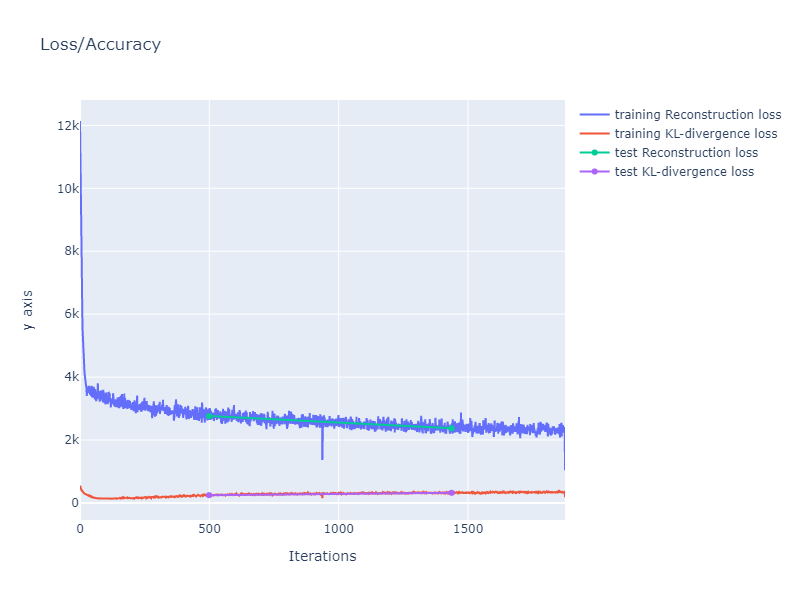 Loss/Accuracy
training Reconstruction loss
training KL-divergence loss
test Reconstruction loss
test KL-divergence loss
12k
10k
8k
6k
4k
2k
0
y axis
0 500 1000 1500
Iterations